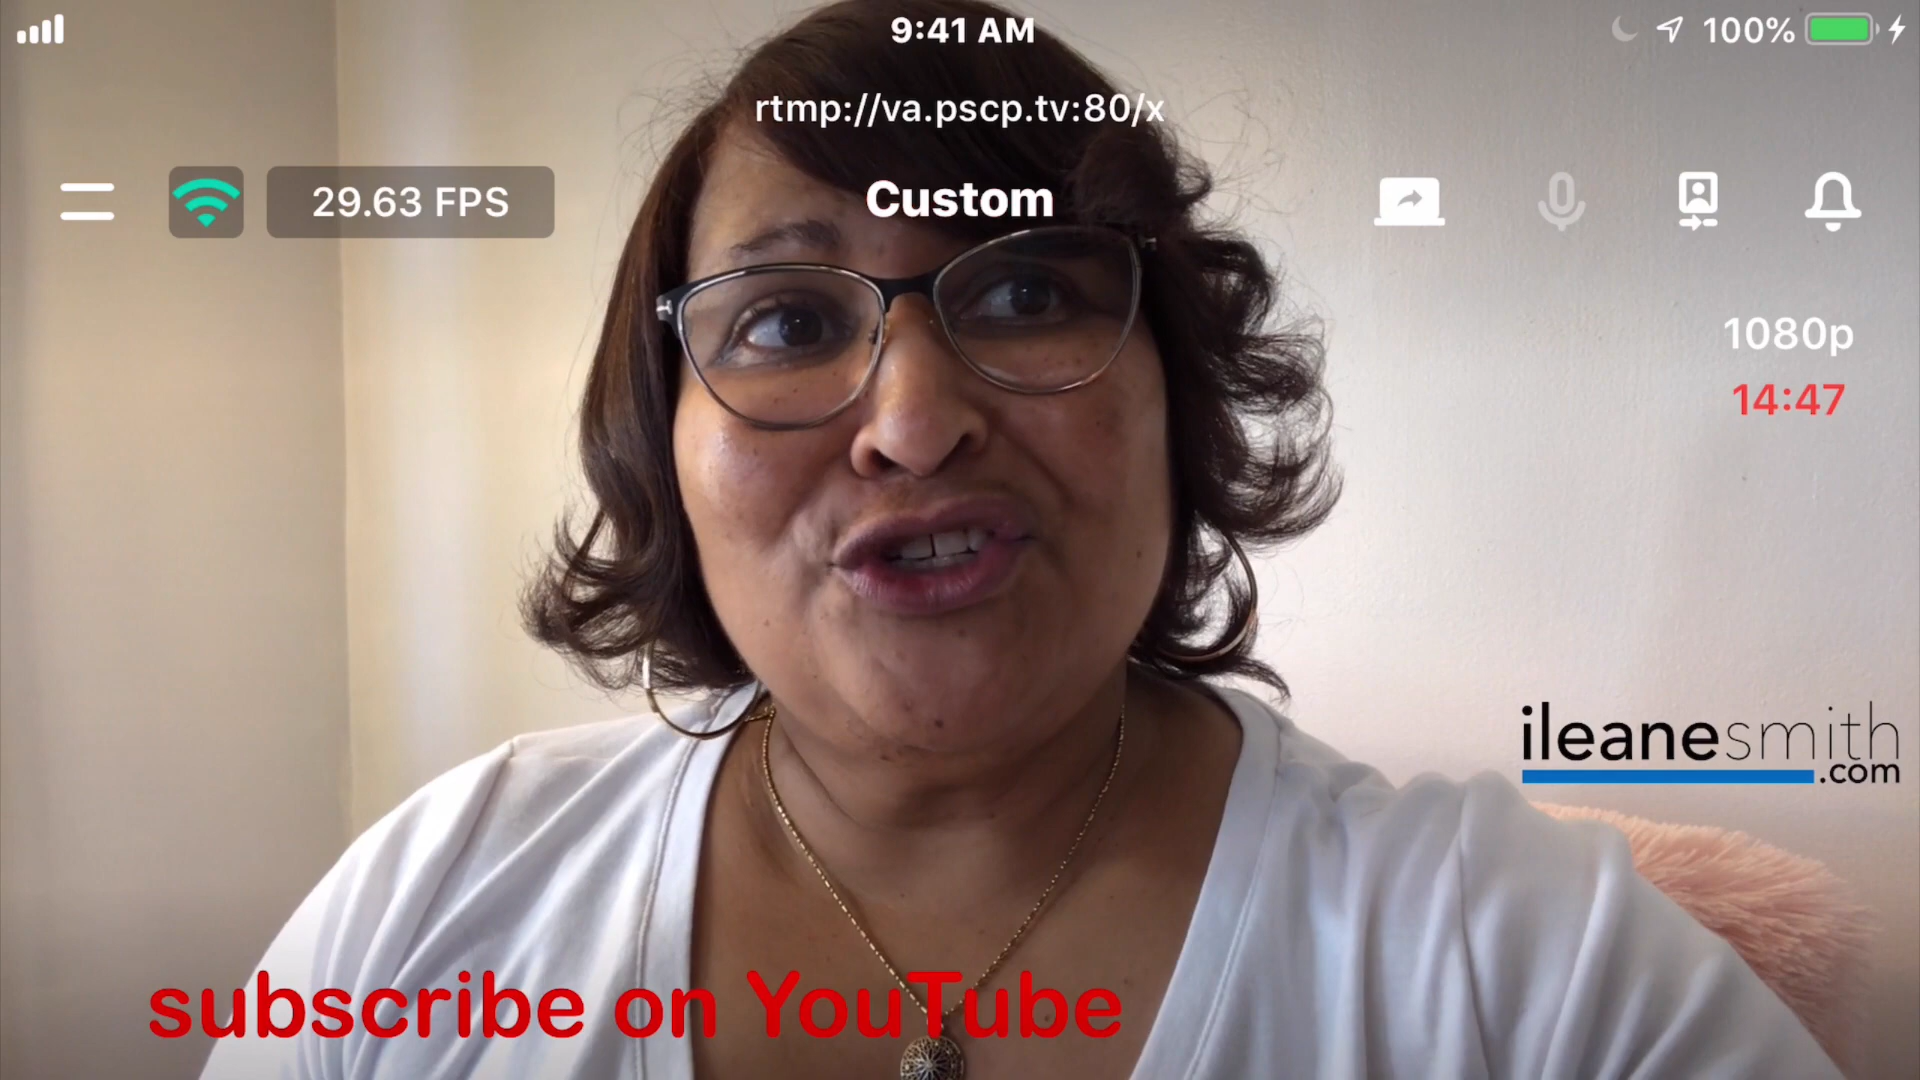 9:41 AM
100%
rtmp://va.pscp.tv:80/x
29.63 FPS
Custom
1080p
14:47
ileanesmith
.com
subscribe on YouTube